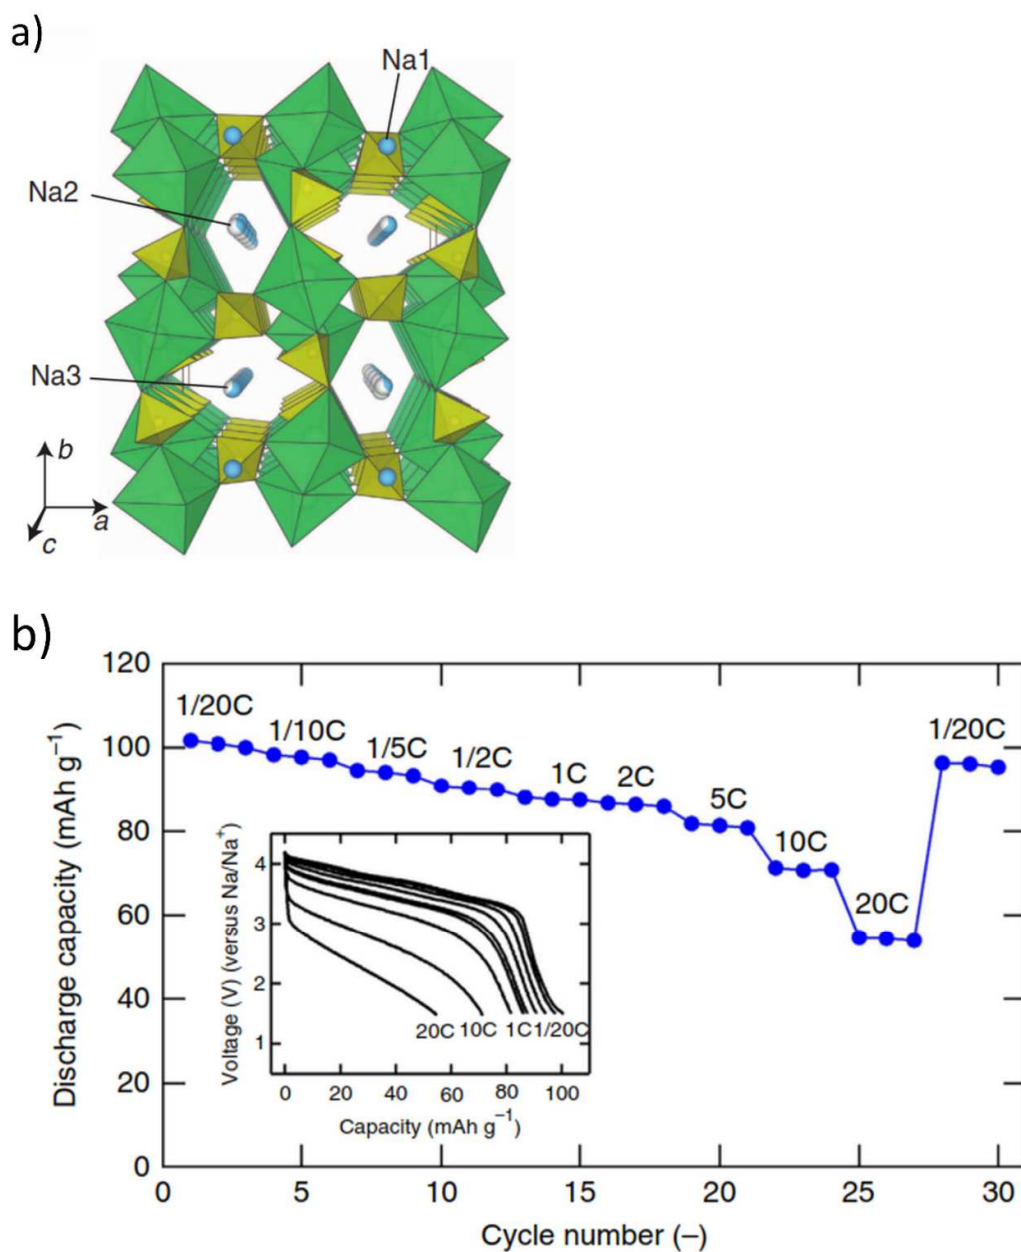 a)
Na1
Na2
Na3
b
a
c
b)
120
100
80
60
40
20
0
Discharge capacity (mAh g⁻¹)
1/20C
1/10C
1/5C
1/2C
1C
2C
5C
10C
20C
1/20C
4
3
2
1
Voltage (V) (versus Na/Na⁺)
20C 10C 1C 1/20C
0 20 40 60 80 100
Capacity (mAh g⁻¹)
0 5 10 15 20 25 30
Cycle number (–)